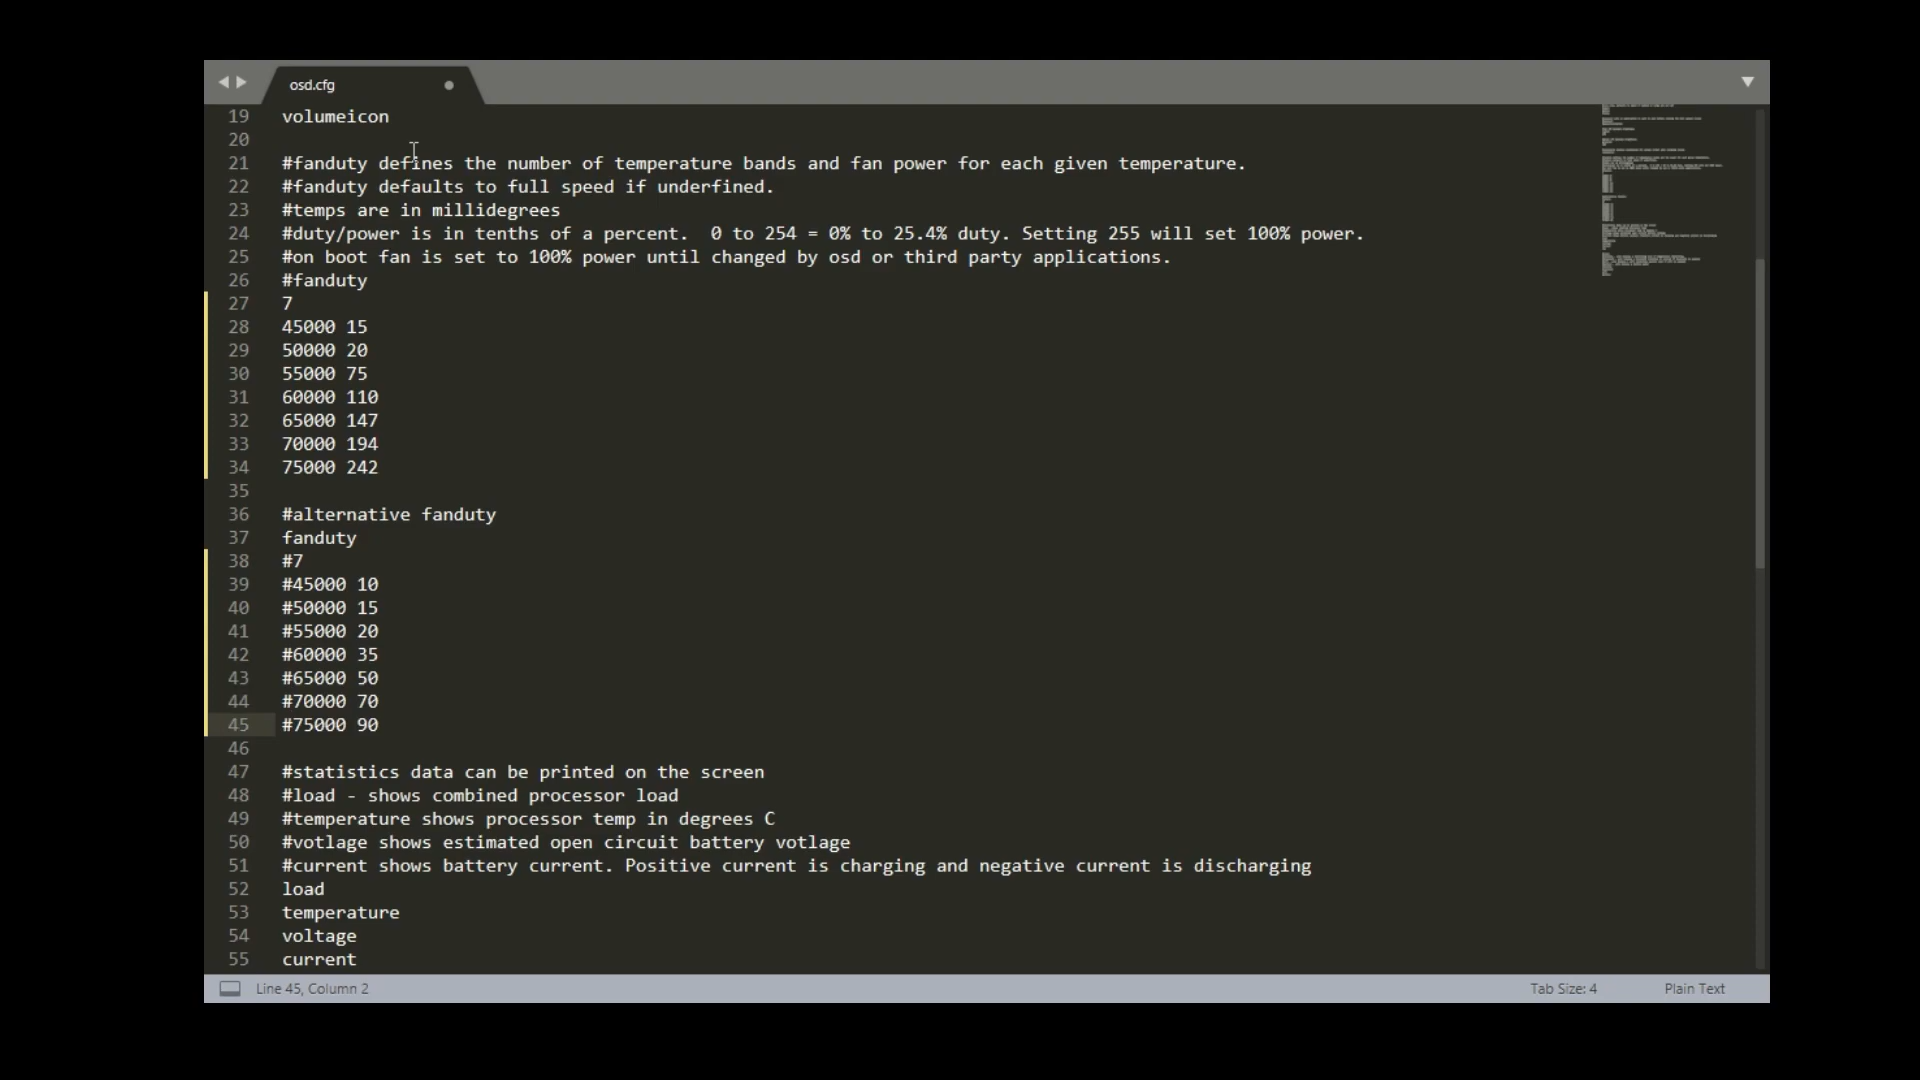 osd.cfg
19 volumeicon
20
21 #fanduty defines the number of temperature bands and fan power for each given temperature.
22 #fanduty defaults to full speed if underfined.
23 #temps are in millidegrees
24 #duty/power is in tenths of a percent.  0 to 254 = 0% to 25.4% duty. Setting 255 will set 100% power.
25 #on boot fan is set to 100% power until changed by osd or third party applications.
26 #fanduty
27 7
28 45000 15
29 50000 20
30 55000 75
31 60000 110
32 65000 147
33 70000 194
34 75000 242
35
36 #alternative fanduty
37 fanduty
38 #7
39 #45000 10
40 #50000 15
41 #55000 20
42 #60000 35
43 #65000 50
44 #70000 70
45 #75000 90
46
47 #statistics data can be printed on the screen
48 #load - shows combined processor load
49 #temperature shows processor temp in degrees C
50 #votlage shows estimated open circuit battery votlage
51 #current shows battery current. Positive current is charging and negative current is discharging
52 load
53 temperature
54 voltage
55 current
Line 45, Column 2 Tab Size: 4 Plain Text